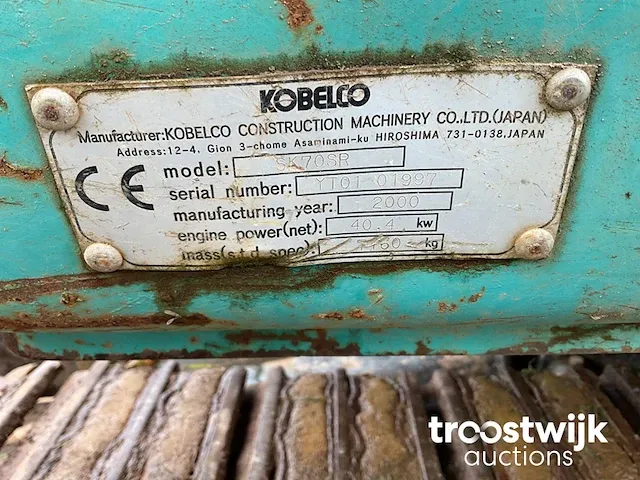 KOBELCO
Manufacturer:KOBELCO CONSTRUCTION MACHINERY CO.,LTD.(JAPAN)
Address:12-4, Gion 3-chome Asaminami-ku HIROSHIMA 731-0138,JAPAN
CE
model: SK70SR
serial number: YT01-01997
manufacturing year: 2000
engine power(net): 40.4 kw
mass(s.t.d spec): kg
troostwijk
auctions